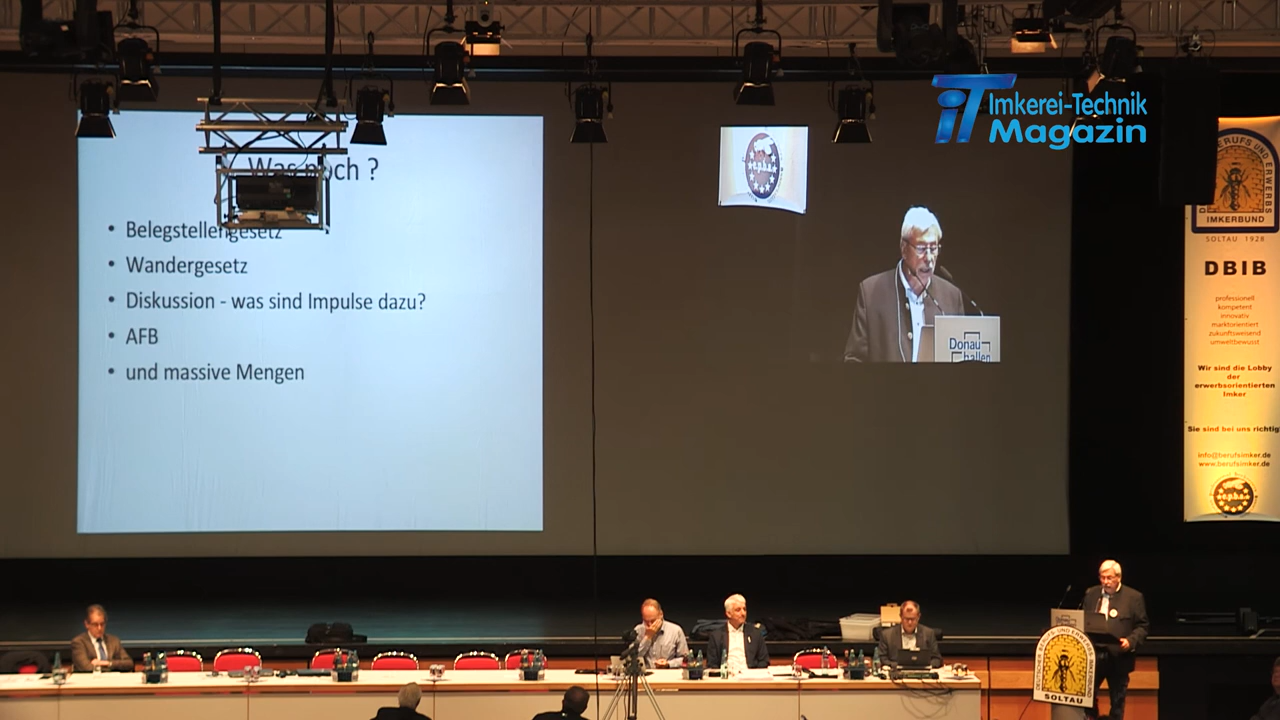 iT Imkerei-Technik
Magazin
Was noch ?
• Belegstellengesetz
• Wandergesetz
• Diskussion - was sind Impulse dazu?
• AFB
• und massive Mengen
e.p.b.a.
Donau
hallen
IMKERBUND
SOLTAU 1928
DBIB
professionell
kompetent
innovativ
marktorientiert
zukunftsweisend
umweltbewusst
Wir sind die Lobby
der
erwerbsorientierten
Imker
Sie sind bei uns richtig
info@berufsimker.de
www.berufsimker.de
e.p.b.a.
SOLTAU